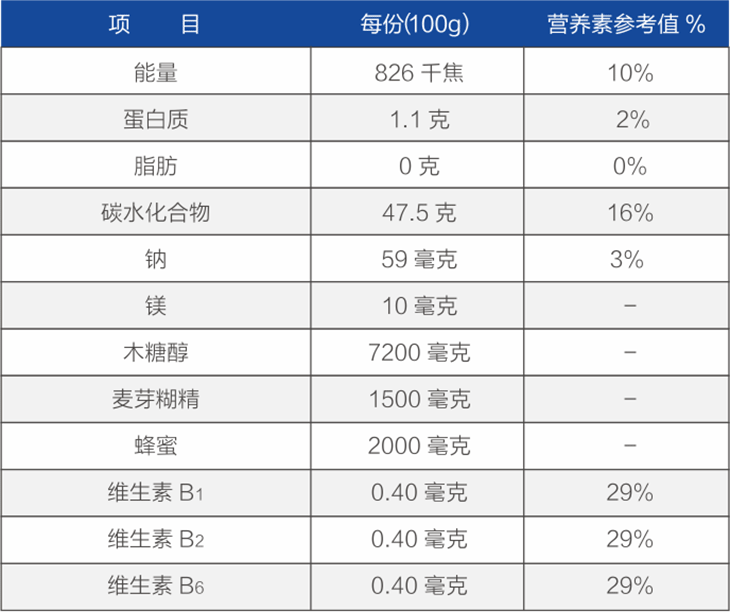 项 目 每份(100g) 营养素参考值 %
能量 826 千焦 10%
蛋白质 1.1 克 2%
脂肪 0 克 0%
碳水化合物 47.5 克 16%
钠 59 毫克 3%
镁 10 毫克 –
木糖醇 7200 毫克 –
麦芽糊精 1500 毫克 –
蜂蜜 2000 毫克 –
维生素 B1 0.40 毫克 29%
维生素 B2 0.40 毫克 29%
维生素 B6 0.40 毫克 29%